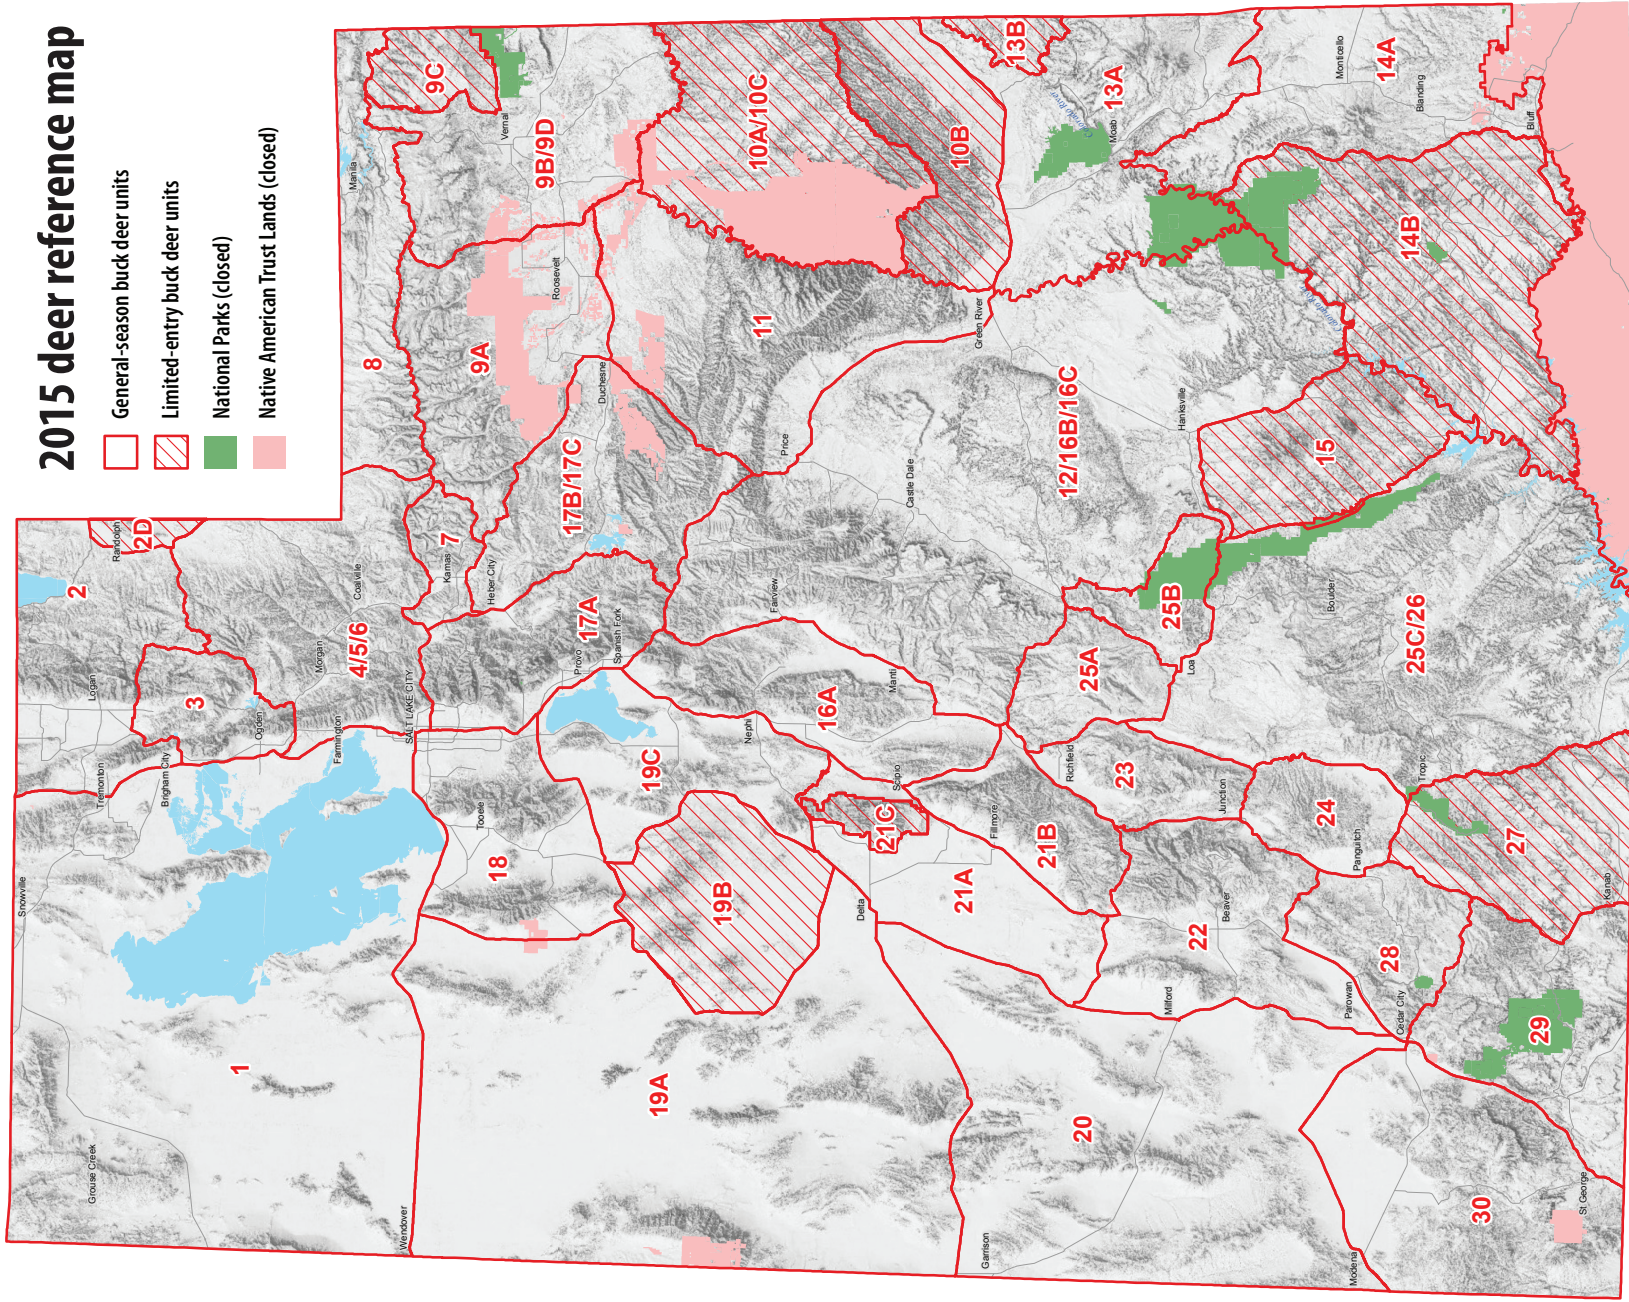 2015 deer reference map
General-season buck deer units
Limited-entry buck deer units
National Parks (closed)
Native American Trust Lands (closed)
Grouse Creek
Snowville
Tremonton
Logan
2
Randolph
2D
1
Brigham City
3
Ogden
Morgan
4/5/6
Coalville
Farmington
8
Manila
9C
Wendover
SALT LAKE CITY
Kamas
7
9A
Vernal
Tooele
18
Heber City
9B/9D
Roosevelt
Provo
17A
17B/17C
Duchesne
Spanish Fork
19A
19C
19B
Nephi
Fairview
Price
11
10A/10C
16A
Delta
21C
Scipio
Manti
Castle Dale
10B
Garrison
21A
Fillmore
Green River
13B
21B
12/16B/16C
20
25A
Richfield
23
Colorado River
Moab
13A
Milford
22
Beaver
Junction
25B
Loa
Hanksville
Modena
Parowan
Panguitch
24
Boulder
15
Colorado River
Monticello
14A
28
Cedar City
Tropic
25C/26
14B
Blanding
30
29
27
Bluff
St George
Kanab